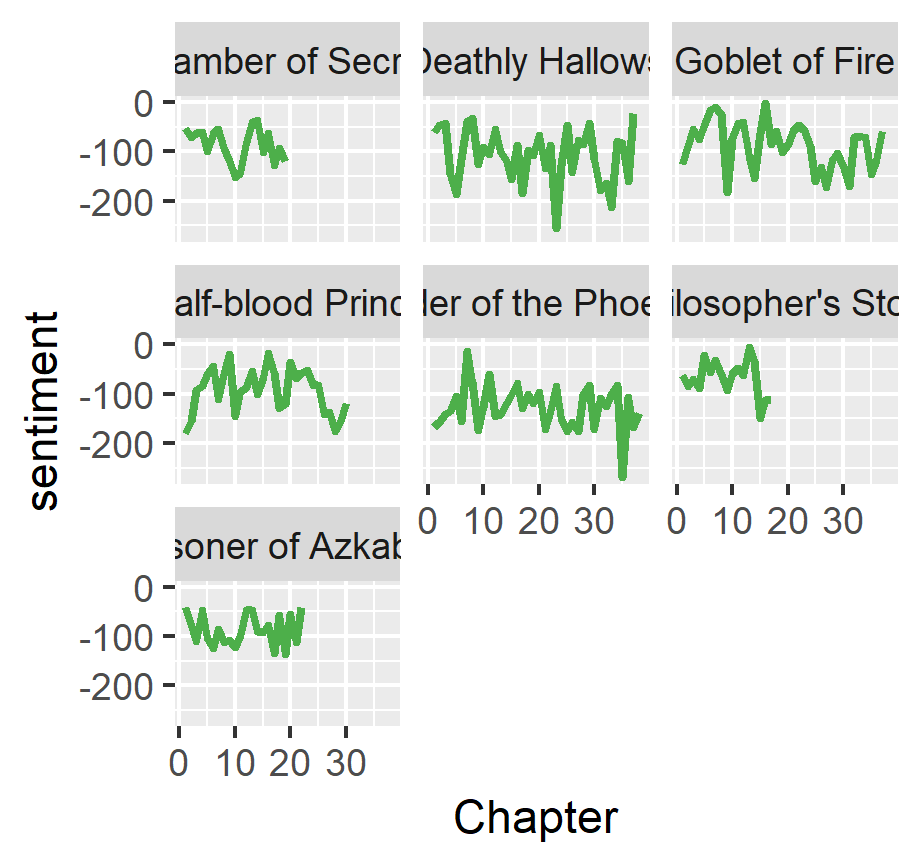 amber of Secr
Deathly Hallows
Goblet of Fire
0
-100
-200
alf-blood Princ
der of the Phoe
ilosopher's Sto
0
-100
-200
0 10 20 30
0 10 20 30
soner of Azkab
0
-100
-200
0 10 20 30
sentiment
Chapter